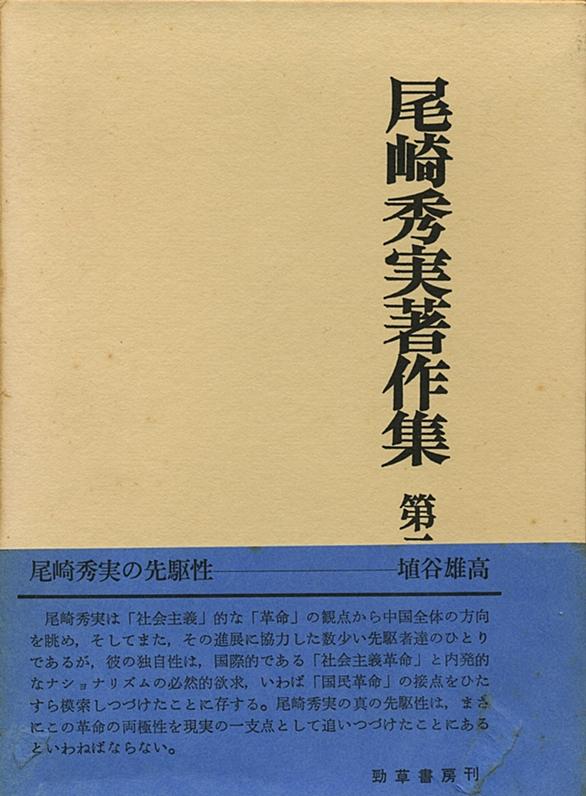 尾崎秀実著作集 第
尾崎秀実の先駆性――――埴谷雄高
尾崎秀実は「社会主義」的な「革命」の観点から中国全体の方向
を眺め，そしてまた，その進展に協力した数少い先駆者達のひとり
であるが，彼の独自性は，国際的である「社会主義革命」と内発的
なナショナリズムの必然的欲求，いわば「国民革命」の接点をひた
すら模索しつづけたことに存する。尾崎秀実の真の先駆性は，まさ
にこの革命の両極性を現実の一支点として追いつづけたことにある
といわねばならない。
勁草書房刊